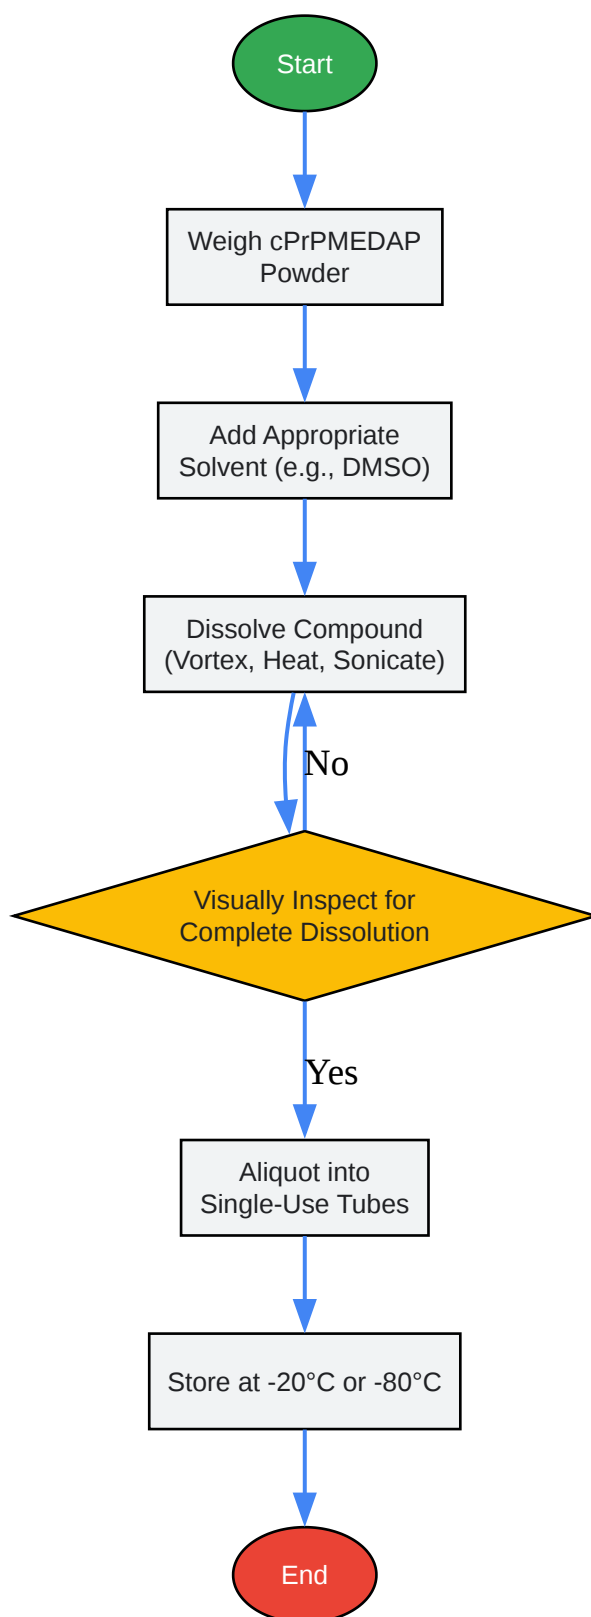 Start
Weigh cPrPMEDAP
Powder
Add Appropriate
Solvent (e.g., DMSO)
Dissolve Compound
(Vortex, Heat, Sonicate)
No
Visually Inspect for
Complete Dissolution
Yes
Aliquot into
Single-Use Tubes
Store at -20°C or -80°C
End